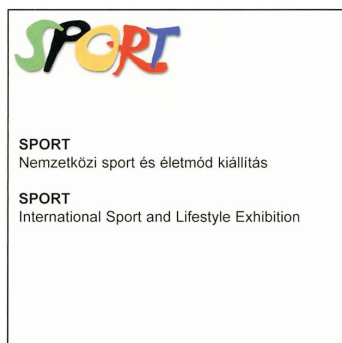 SPORT
SPORT
Nemzetközi sport és életmód kiállítás
SPORT
International Sport and Lifestyle Exhibition